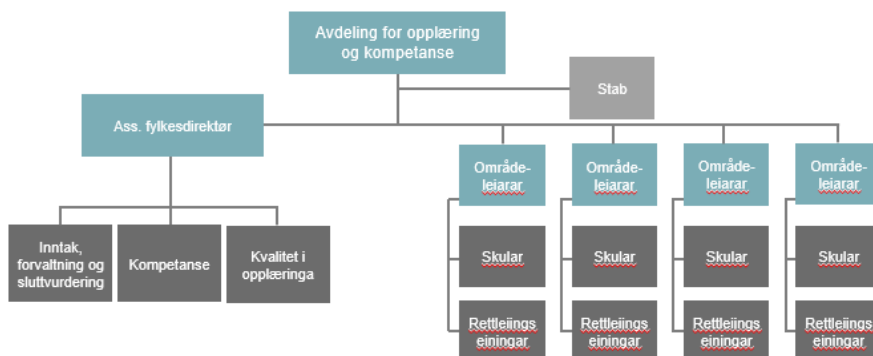 Avdeling for opplæring
og kompetanse
Stab
Ass. fylkesdirektør
Område-
leiarar
Område-
leiarar
Område-
leiarar
Område-
leiarar
Inntak,
forvaltning og
sluttvurdering
Kompetanse
Kvalitet i
opplæringa
Skular
Skular
Skular
Skular
Rettleiings
einingar
Rettleiings
einingar
Rettleiings
einingar
Rettleiings
einingar